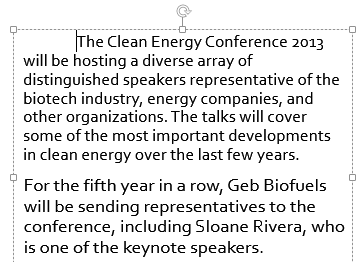 The Clean Energy Conference 2013
will be hosting a diverse array of
distinguished speakers representative of the
biotech industry, energy companies, and
other organizations. The talks will cover
some of the most important developments
in clean energy over the last few years.
For the fifth year in a row, Geb Biofuels
will be sending representatives to the
conference, including Sloane Rivera, who
is one of the keynote speakers.